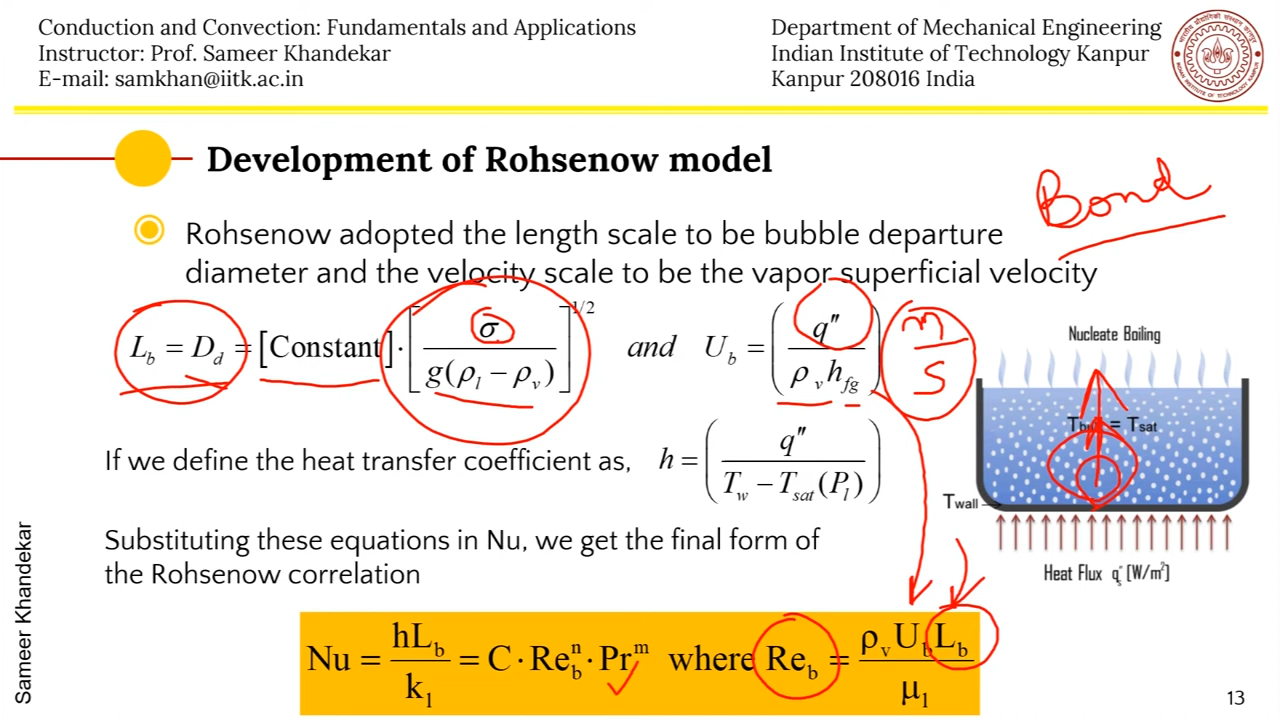 Conduction and Convection: Fundamentals and Applications
Instructor: Prof. Sameer Khandekar
E-mail: samkhan@iitk.ac.in
Department of Mechanical Engineering
Indian Institute of Technology Kanpur
Kanpur 208016 India
Development of Rohsenow model
Bond
Rohsenow adopted the length scale to be bubble departure
diameter and the velocity scale to be the vapor superficial velocity
L_b = D_d = [Constant] · [σ / g(ρ_l − ρ_v)]^1/2 and U_b = (q″ / ρ_v h_fg) m/s
Nucleate Boiling
T_bulk = T_sat
If we define the heat transfer coefficient as, h = (q″ / T_w − T_sat(P_l))
T_wall
Substituting these equations in Nu, we get the final form of
the Rohsenow correlation
Heat Flux q″_s [W/m²]
Nu = hL_b / k_l = C · Re_b^n · Pr^m where Re_b = ρ_v U_b L_b / μ_l
Sameer Khandekar
13